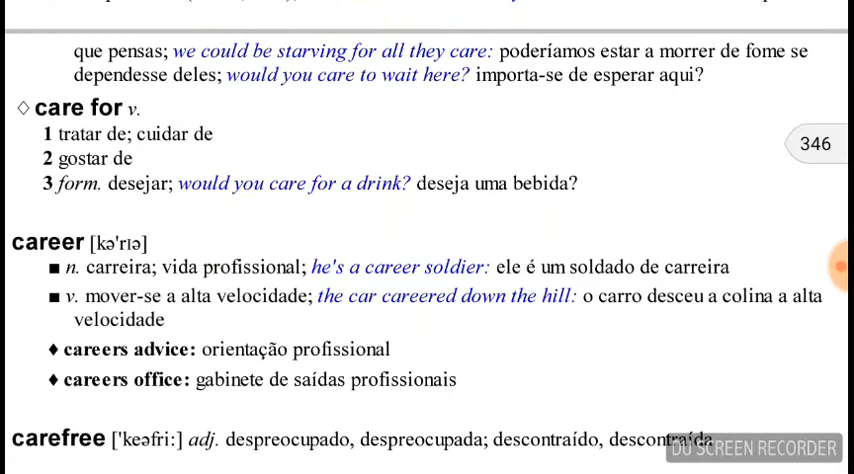 que pensas; we could be starving for all they care: poderíamos estar a morrer de fome se
dependesse deles; would you care to wait here? importa-se de esperar aqui?
◇ care for v.
1 tratar de; cuidar de
2 gostar de
346
3 form. desejar; would you care for a drink? deseja uma bebida?
career [kə'rɪə]
■ n. carreira; vida profissional; he's a career soldier: ele é um soldado de carreira
■ v. mover-se a alta velocidade; the car careered down the hill: o carro desceu a colina a alta
velocidade
♦ careers advice: orientação profissional
♦ careers office: gabinete de saídas profissionais
carefree ['keəfri:] adj. despreocupado, despreocupada; descontraído, descontraída
DU SCREEN RECORDER